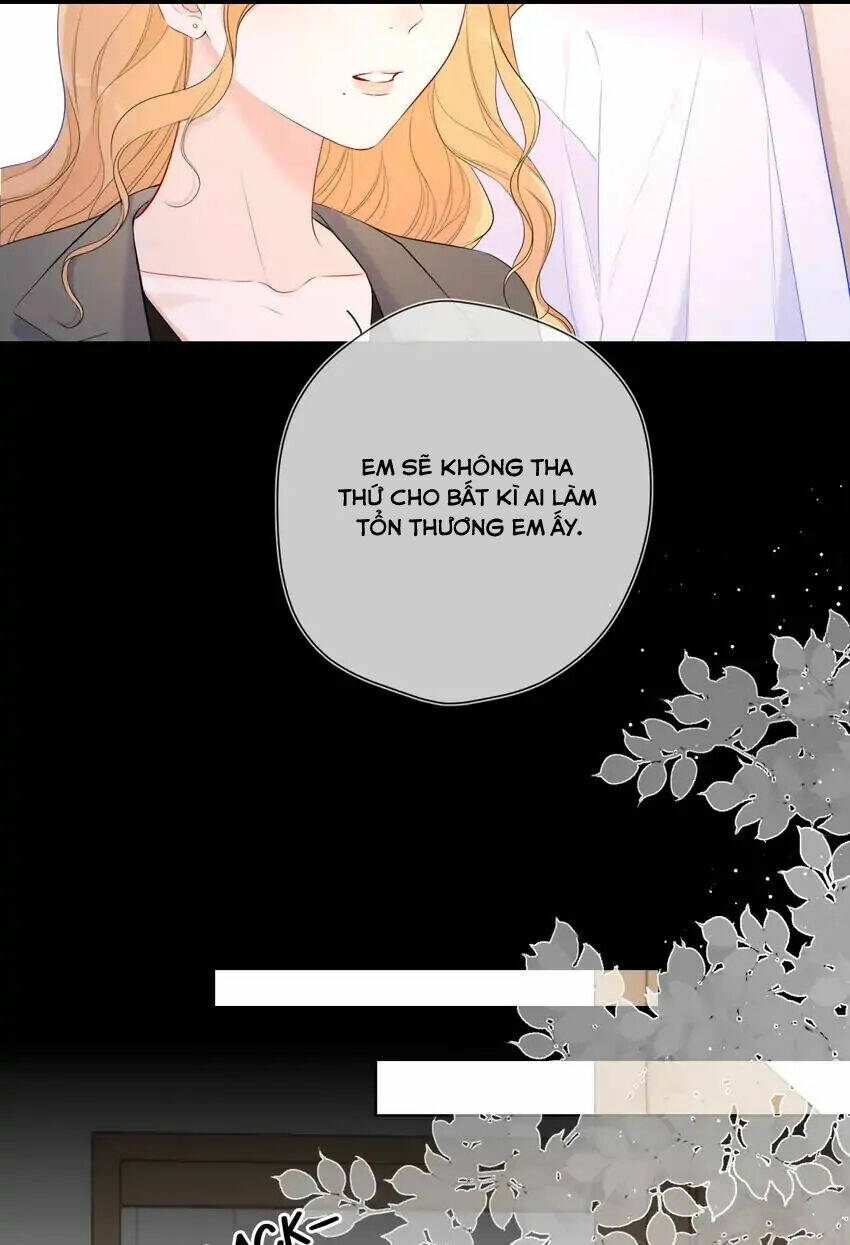 EM SẼ KHÔNG THA
THỨ CHO BẤT KÌ AI LÀM
TỔN THƯƠNG EM ẤY.